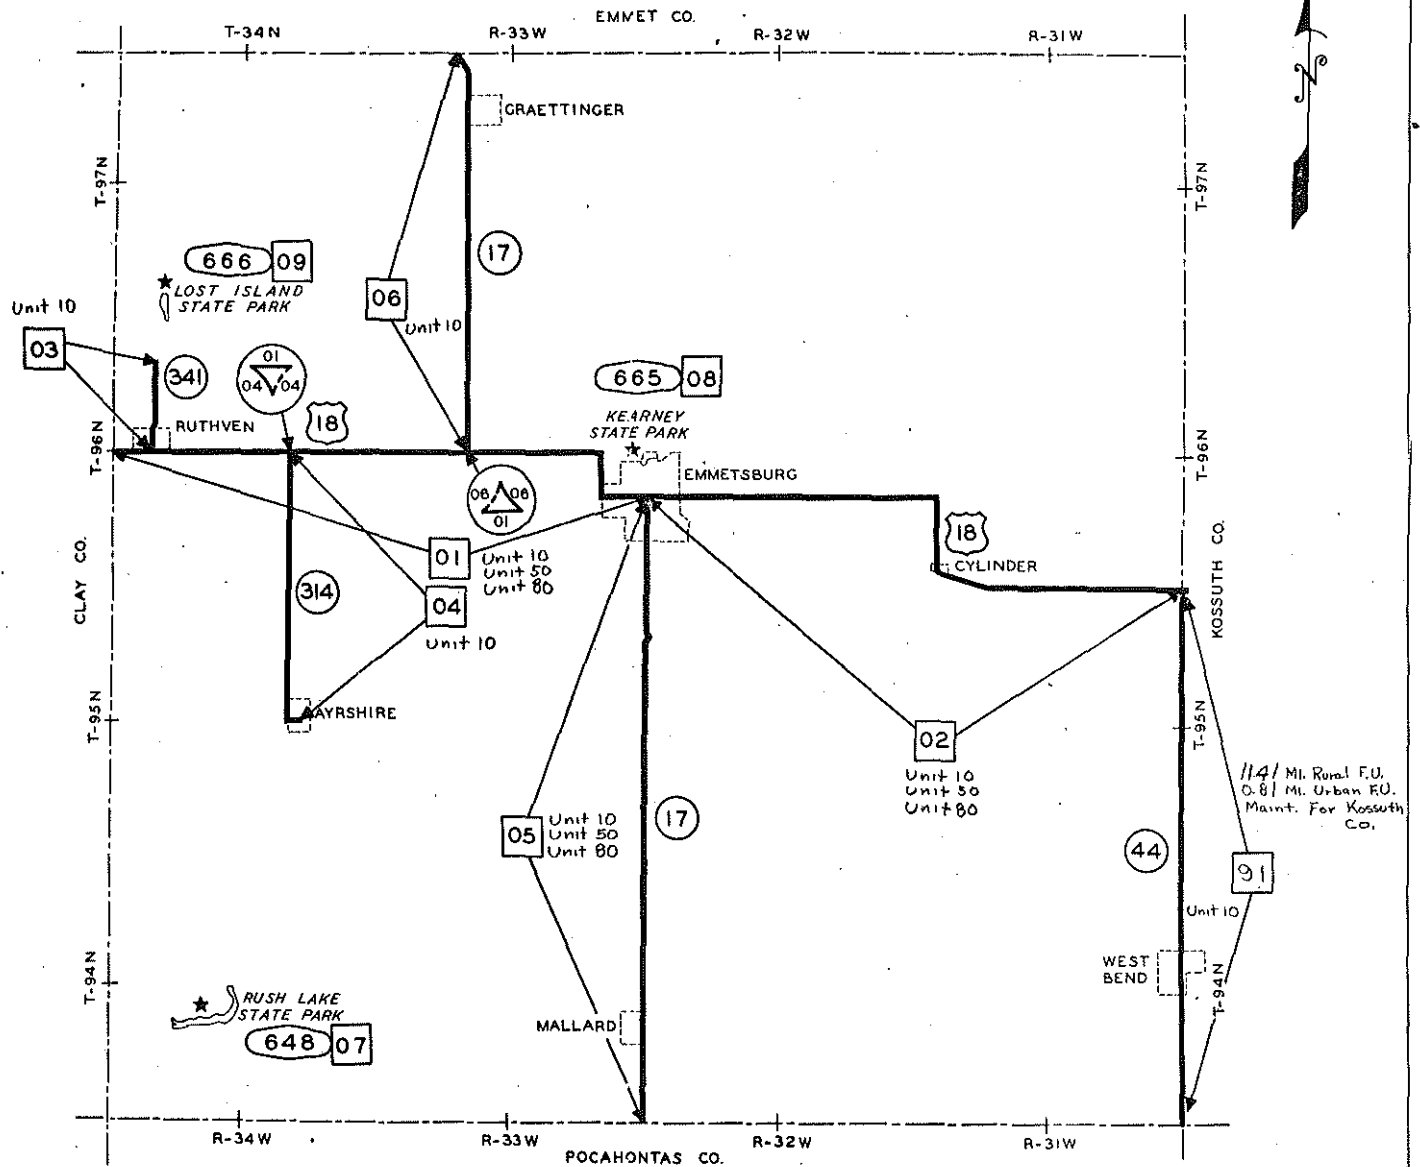 EMMET CO.
T-34N
R-33W
R-32W
R-31W
N
GRAETTINGER
T-97N
T-97N
17
666 09
LOST ISLAND
STATE PARK
06
Unit 10
Unit 10
03
341
01
04 04
18
665 08
KEARNEY
STATE PARK
RUTHVEN
T-96N
T-96N
EMMETSBURG
06 06
01
18
CYLINDER
01
Unit 10
Unit 50
Unit 80
CLAY CO.
KOSSUTH CO.
314
04
Unit 10
AYRSHIRE
T-95N
T-95N
02
Unit 10
Unit 50
Unit 80
11.41 Mi. Rural F.U.
0.81 Mi. Urban F.U.
Maint. For Kossuth
Co.
05
Unit 10
Unit 50
Unit 80
17
44
91
Unit 10
WEST
BEND
T-94N
T-94N
RUSH LAKE
STATE PARK
648 07
MALLARD
R-34W
R-33W
R-32W
R-31W
POCAHONTAS CO.